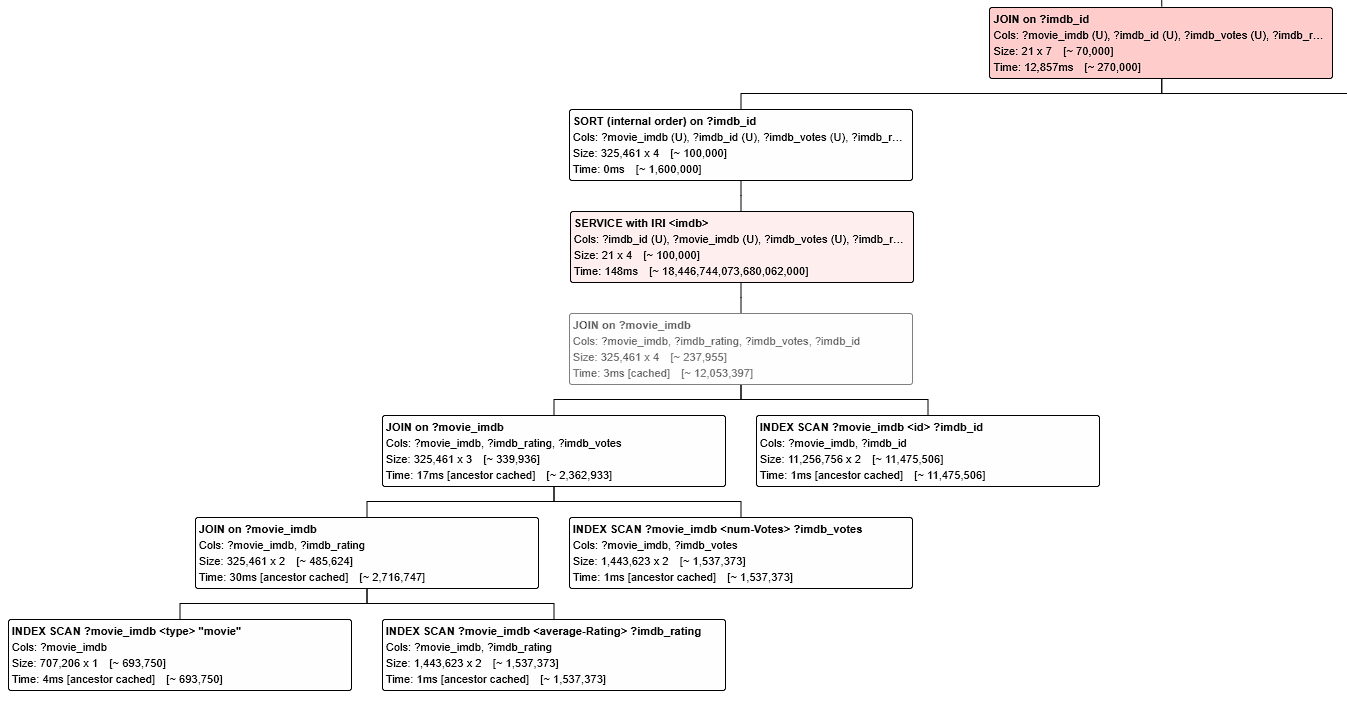 JOIN on ?imdb_id
Cols: ?movie_imdb (U), ?imdb_id (U), ?imdb_votes (U), ?imdb_r...
Size: 21 x 7 [~ 70,000]
Time: 12,857ms [~ 270,000]
SORT (internal order) on ?imdb_id
Cols: ?movie_imdb (U), ?imdb_id (U), ?imdb_votes (U), ?imdb_r...
Size: 325,461 x 4 [~ 100,000]
Time: 0ms [~ 1,600,000]
SERVICE with IRI <imdb>
Cols: ?imdb_id (U), ?movie_imdb (U), ?imdb_votes (U), ?imdb_r...
Size: 21 x 4 [~ 100,000]
Time: 148ms [~ 18,446,744,073,680,062,000]
JOIN on ?movie_imdb
Cols: ?movie_imdb, ?imdb_rating, ?imdb_votes, ?imdb_id
Size: 325,461 x 4 [~ 237,955]
Time: 3ms [cached] [~ 12,053,397]
JOIN on ?movie_imdb
Cols: ?movie_imdb, ?imdb_rating, ?imdb_votes
Size: 325,461 x 3 [~ 339,936]
Time: 17ms [ancestor cached] [~ 2,362,933]
INDEX SCAN ?movie_imdb <id> ?imdb_id
Cols: ?movie_imdb, ?imdb_id
Size: 11,256,756 x 2 [~ 11,475,506]
Time: 1ms [ancestor cached] [~ 11,475,506]
JOIN on ?movie_imdb
Cols: ?movie_imdb, ?imdb_rating
Size: 325,461 x 2 [~ 485,624]
Time: 30ms [ancestor cached] [~ 2,716,747]
INDEX SCAN ?movie_imdb <num-Votes> ?imdb_votes
Cols: ?movie_imdb, ?imdb_votes
Size: 1,443,623 x 2 [~ 1,537,373]
Time: 1ms [ancestor cached] [~ 1,537,373]
INDEX SCAN ?movie_imdb <type> "movie"
Cols: ?movie_imdb
Size: 707,206 x 1 [~ 693,750]
Time: 4ms [ancestor cached] [~ 693,750]
INDEX SCAN ?movie_imdb <average-Rating> ?imdb_rating
Cols: ?movie_imdb, ?imdb_rating
Size: 1,443,623 x 2 [~ 1,537,373]
Time: 1ms [ancestor cached] [~ 1,537,373]